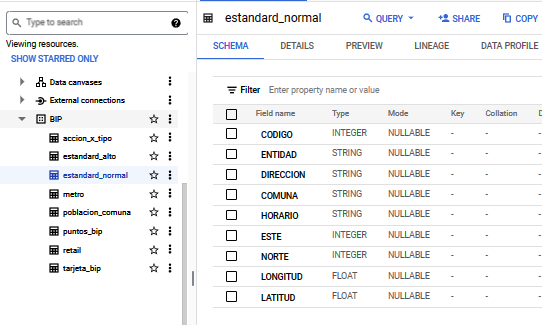 Type to search
Viewing resources.
SHOW STARRED ONLY
Data canvases
External connections
BIP
accion_x_tipo
estandard_alto
estandard_normal
metro
poblacion_comuna
puntos_bip
retail
tarjeta_bip
estandard_normal
QUERY
SHARE
COPY
SCHEMA DETAILS PREVIEW LINEAGE DATA PROFILE
Filter Enter property name or value
Field name Type Mode Key Collation D
CODIGO INTEGER NULLABLE - - -
ENTIDAD STRING NULLABLE - - -
DIRECCION STRING NULLABLE - - -
COMUNA STRING NULLABLE - - -
HORARIO STRING NULLABLE - - -
ESTE INTEGER NULLABLE - - -
NORTE INTEGER NULLABLE - - -
LONGITUD FLOAT NULLABLE - - -
LATITUD FLOAT NULLABLE - - -